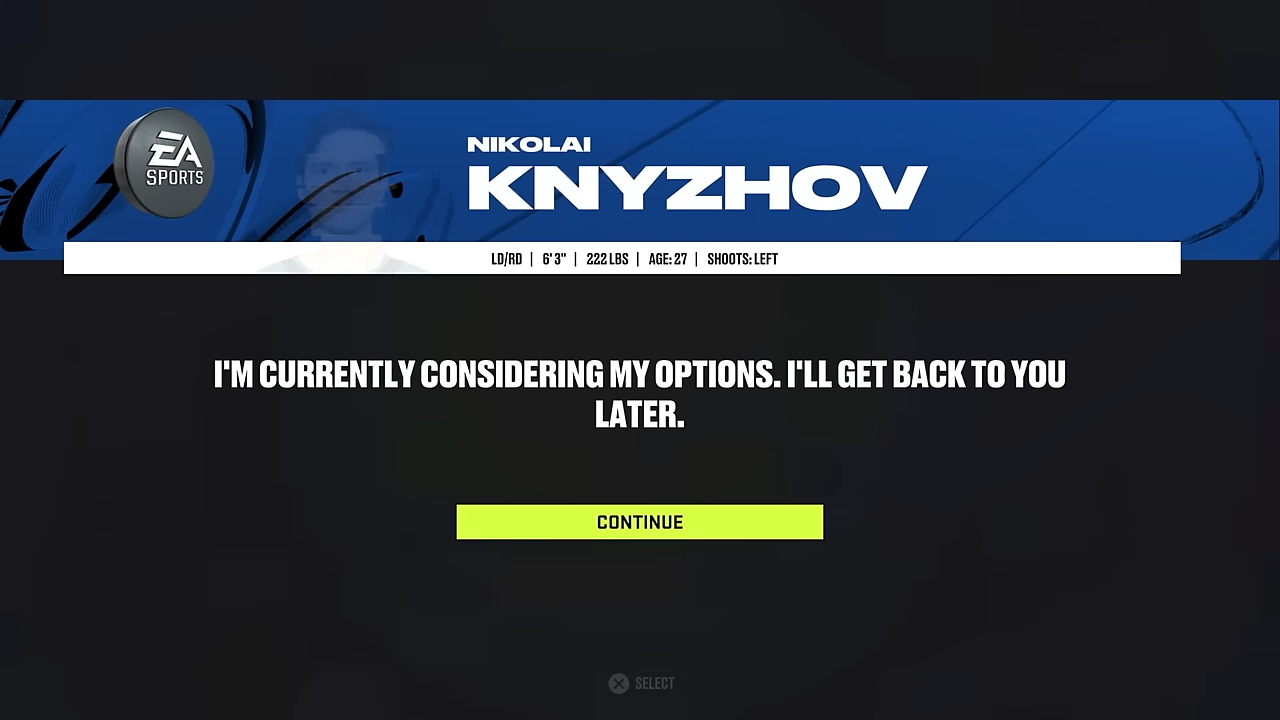 EA
SPORTS
NIKOLAI
KNYZHOV
LD/RD | 6'3" | 222 LBS | AGE: 27 | SHOOTS: LEFT
I'M CURRENTLY CONSIDERING MY OPTIONS. I'LL GET BACK TO YOU
LATER.
CONTINUE
SELECT